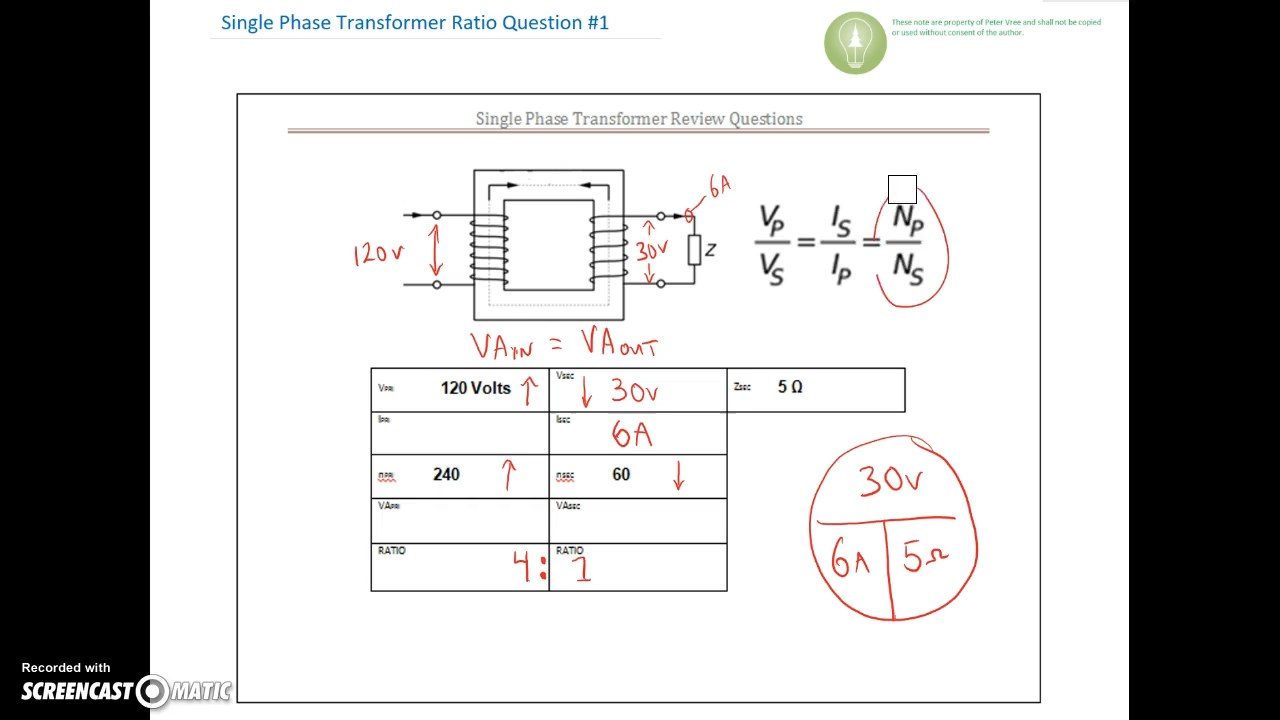 Single Phase Transformer Ratio Question #1
These note are property of Peter Vree and shall not be copied
or used without consent of the author.
Single Phase Transformer Review Questions
6A
120V
30V
Z
VP/VS = IS/IP = NP/NS
VAIN = VAOUT
VPRI 120 Volts ↑ VSEC ↓ 30V ZSEC 5 Ω
IPRI ISEC 6A
nPRI 240 ↑ nSEC 60 ↓
VAPRI VASEC
RATIO 4 : RATIO 1
30V
6A 5Ω
Recorded with
SCREENCAST-O-MATIC